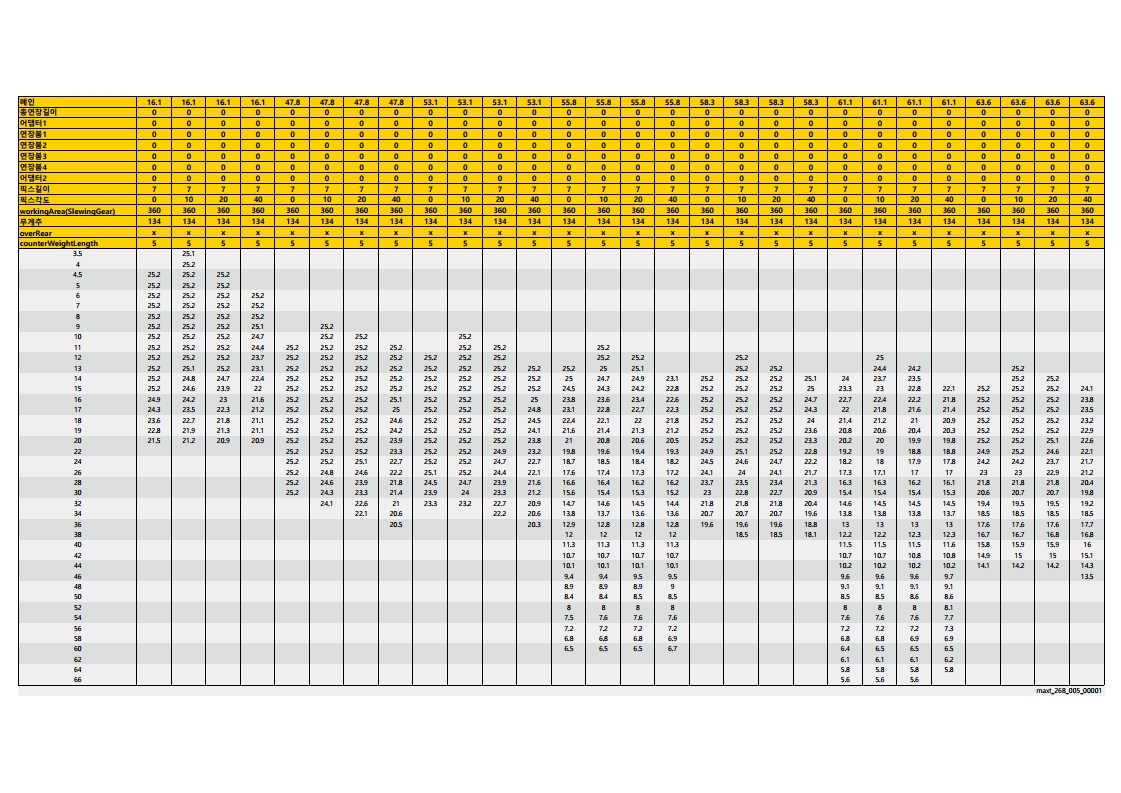 메인 16.1 16.1 16.1 16.1 47.8 47.8 47.8 47.8 53.1 53.1 53.1 53.1 55.8 55.8 55.8 55.8 58.3 58.3 58.3 58.3 61.1 61.1 61.1 61.1 63.6 63.6 63.6 63.6
총연장길이 0 0 0 0 0 0 0 0 0 0 0 0 0 0 0 0 0 0 0 0 0 0 0 0 0 0 0 0
어댑터1 0 0 0 0 0 0 0 0 0 0 0 0 0 0 0 0 0 0 0 0 0 0 0 0 0 0 0 0
연장붐1 0 0 0 0 0 0 0 0 0 0 0 0 0 0 0 0 0 0 0 0 0 0 0 0 0 0 0 0
연장붐2 0 0 0 0 0 0 0 0 0 0 0 0 0 0 0 0 0 0 0 0 0 0 0 0 0 0 0 0
연장붐3 0 0 0 0 0 0 0 0 0 0 0 0 0 0 0 0 0 0 0 0 0 0 0 0 0 0 0 0
연장붐4 0 0 0 0 0 0 0 0 0 0 0 0 0 0 0 0 0 0 0 0 0 0 0 0 0 0 0 0
어댑터2 0 0 0 0 0 0 0 0 0 0 0 0 0 0 0 0 0 0 0 0 0 0 0 0 0 0 0 0
픽스길이 7 7 7 7 7 7 7 7 7 7 7 7 7 7 7 7 7 7 7 7 7 7 7 7 7 7 7 7
픽스각도 0 10 20 40 0 10 20 40 0 10 20 40 0 10 20 40 0 10 20 40 0 10 20 40 0 10 20 40
workingArea(SlewingGear) 360 360 360 360 360 360 360 360 360 360 360 360 360 360 360 360 360 360 360 360 360 360 360 360 360 360 360 360
무게추 134 134 134 134 134 134 134 134 134 134 134 134 134 134 134 134 134 134 134 134 134 134 134 134 134 134 134 134
overRear x x x x x x x x x x x x x x x x x x x x x x x x x x x x
counterWeightLength 5 5 5 5 5 5 5 5 5 5 5 5 5 5 5 5 5 5 5 5 5 5 5 5 5 5 5 5
3.5 25.1
4 25.2
4.5 25.2 25.2 25.2
5 25.2 25.2 25.2
6 25.2 25.2 25.2 25.2
7 25.2 25.2 25.2 25.2
8 25.2 25.2 25.2 25.2
9 25.2 25.2 25.2 25.1 25.2
10 25.2 25.2 25.2 24.7 25.2 25.2 25.2
11 25.2 25.2 25.2 24.4 25.2 25.2 25.2 25.2 25.2 25.2 25.2
12 25.2 25.2 25.2 23.7 25.2 25.2 25.2 25.2 25.2 25.2 25.2 25.2 25.2 25.2 25.2 25
13 25.2 25.1 25.2 23.1 25.2 25.2 25.2 25.2 25.2 25.2 25.2 25.2 25.2 25 25.1 25.2 25.2 24.4 24.2 25.2
14 25.2 24.8 24.7 22.4 25.2 25.2 25.2 25.2 25.2 25.2 25.2 25.2 25 24.7 24.9 23.1 25.2 25.2 25.2 25.1 24 23.7 23.5 25.2 25.2
15 25.2 24.6 23.9 22 25.2 25.2 25.2 25.2 25.2 25.2 25.2 25.2 24.5 24.3 24.2 22.8 25.2 25.2 25.2 25 23.3 23 22.8 22.1 25.2 25.2 25.2 24.1
16 24.9 24.2 23 21.6 25.2 25.2 25.2 25.1 25.2 25.2 25.2 25 23.8 23.6 23.4 22.6 25.2 25.2 25.2 24.7 22.7 22.4 22.2 21.8 25.2 25.2 25.2 23.8
17 24.3 23.5 22.3 21.2 25.2 25.2 25.2 25 25.2 25.2 25.2 24.8 23.1 22.8 22.7 22.3 25.2 25.2 25.2 24.3 22 21.8 21.6 21.4 25.2 25.2 25.2 23.5
18 23.6 22.7 21.8 21.1 25.2 25.2 25.2 24.6 25.2 25.2 25.2 24.5 22.4 22.1 22 21.8 25.2 25.2 25.2 24 21.4 21.2 21 20.9 25.2 25.2 25.2 23.2
19 22.8 21.9 21.3 21.1 25.2 25.2 25.2 24.2 25.2 25.2 25.2 24.1 21.6 21.4 21.3 21.2 25.2 25.2 25.2 23.6 20.8 20.6 20.4 20.3 25.2 25.2 25.2 22.9
20 21.5 21.2 20.9 20.9 25.2 25.2 25.2 23.9 25.2 25.2 25.2 23.8 21 20.8 20.6 20.5 25.2 25.2 25.2 23.3 20.2 20 19.9 19.8 25.2 25.2 25.1 22.6
22 25.2 25.2 25.2 23.3 25.2 25.2 24.9 23.2 19.8 19.6 19.4 19.3 24.9 25.1 25.2 22.8 19.2 19 18.8 18.8 24.9 25.2 24.6 22.1
24 25.2 25.2 25.1 22.7 25.2 25.2 24.7 22.7 18.7 18.5 18.4 18.2 24.5 24.6 24.7 22.2 18.2 18 17.9 17.8 24.2 24.2 23.7 21.7
26 25.2 24.8 24.6 22.2 25.1 25.2 24.4 22.1 17.6 17.4 17.3 17.2 24.1 24 24.1 21.7 17.3 17.1 17 17 23 23 22.9 21.2
28 25.2 24.6 23.9 21.8 24.5 24.7 23.9 21.6 16.6 16.4 16.2 16.2 23.7 23.5 23.4 21.3 16.3 16.3 16.2 16.1 21.8 21.8 21.8 20.4
30 25.2 24.3 23.3 21.4 23.9 24 23.3 21.2 15.6 15.4 15.3 15.2 23 22.8 22.7 20.9 15.4 15.4 15.4 15.3 20.6 20.7 20.7 19.8
32 24.1 22.6 21 23.3 23.2 22.7 20.9 14.7 14.6 14.5 14.4 21.8 21.8 21.8 20.4 14.6 14.5 14.5 14.5 19.4 19.5 19.5 19.2
34 22.1 20.6 22.2 20.6 13.8 13.7 13.6 13.6 20.7 20.7 20.7 19.6 13.8 13.8 13.8 13.7 18.5 18.5 18.5 18.5
36 20.5 20.3 12.9 12.8 12.8 12.8 19.6 19.6 19.6 18.8 13 13 13 13 17.6 17.6 17.6 17.7
38 12 12 12 12 18.5 18.5 18.1 12.2 12.2 12.3 12.3 16.7 16.7 16.8 16.8
40 11.3 11.3 11.3 11.3 11.5 11.5 11.5 11.6 15.8 15.9 15.9 16
42 10.7 10.7 10.7 10.7 10.7 10.7 10.8 10.8 14.9 15 15 15.1
44 10.1 10.1 10.1 10.1 10.2 10.2 10.2 10.2 14.1 14.2 14.2 14.3
46 9.4 9.4 9.5 9.5 9.6 9.6 9.6 9.7 13.5
48 8.9 8.9 8.9 9 9.1 9.1 9.1 9.1
50 8.4 8.4 8.5 8.5 8.5 8.5 8.6 8.6
52 8 8 8 8 8 8 8 8.1
54 7.5 7.6 7.6 7.6 7.6 7.6 7.6 7.7
56 7.2 7.2 7.2 7.2 7.2 7.2 7.2 7.3
58 6.8 6.8 6.8 6.9 6.8 6.8 6.9 6.9
60 6.5 6.5 6.5 6.7 6.4 6.5 6.5 6.5
62 6.1 6.1 6.1 6.2
64 5.8 5.8 5.8 5.8
66 5.6 5.6 5.6
maxt_268_005_00001